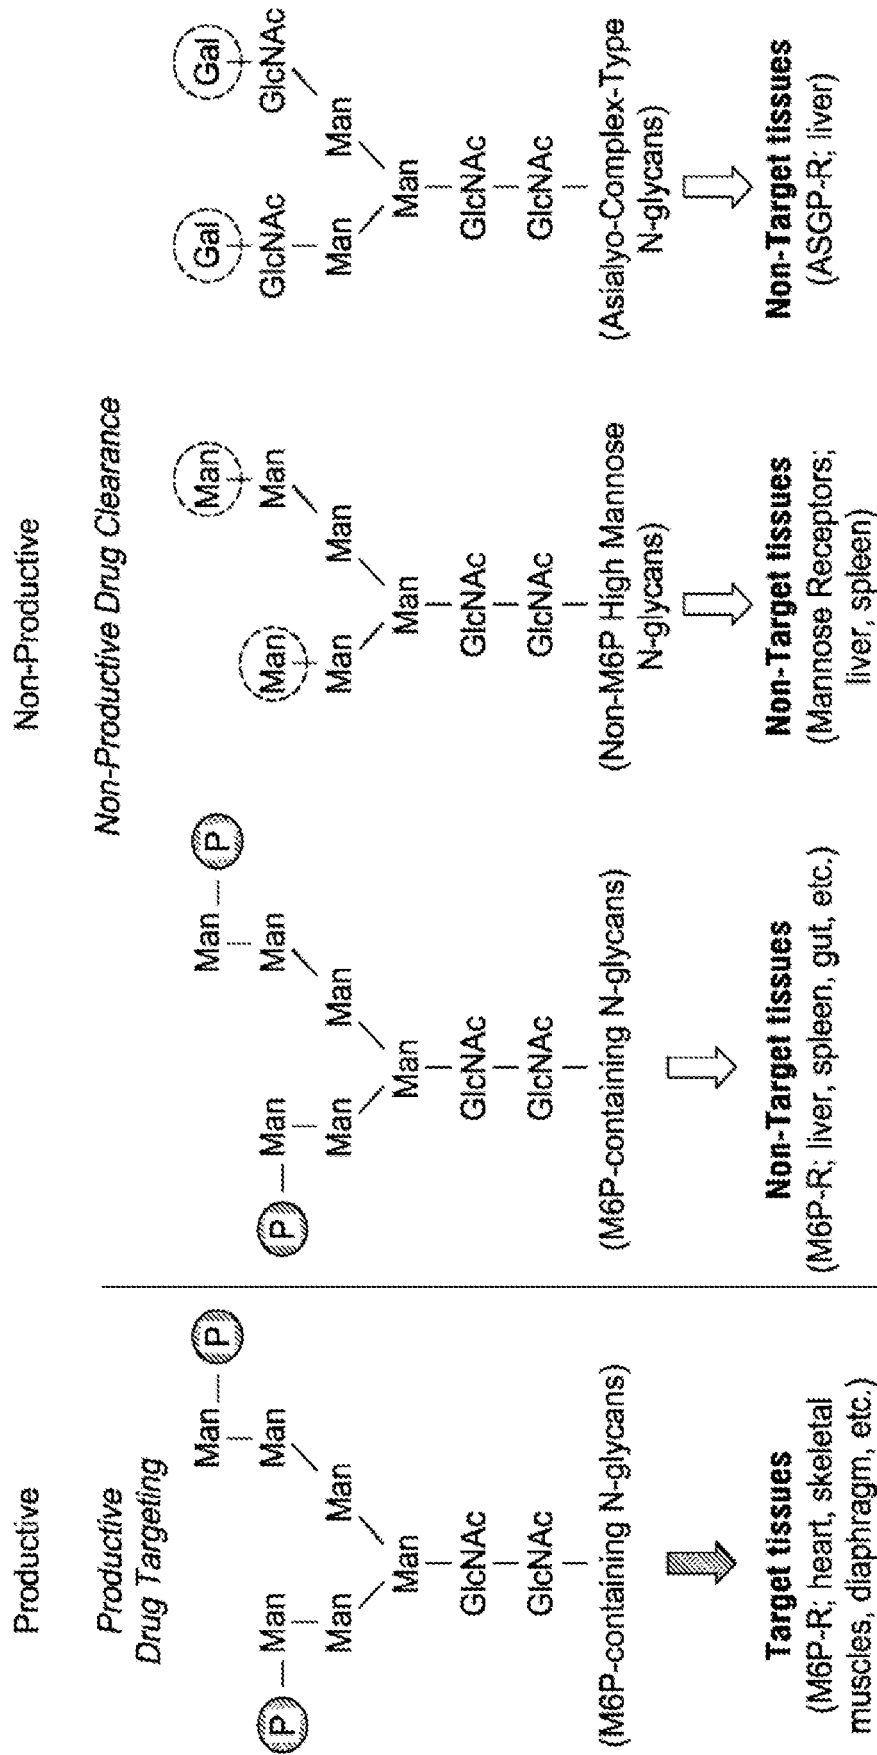 Productive
Non-Productive
Productive
Drug Targeting
Non-Productive Drug Clearance
Man P
P Man Man
Man Man
Man
GlcNAc
GlcNAc
(M6P-containing N-glycans)
Target tissues
(M6P-R; heart, skeletal
muscles, diaphragm, etc.)
Man P
P Man Man
Man Man
Man
GlcNAc
GlcNAc
(M6P-containing N-glycans)
Non-Target tissues
(M6P-R; liver, spleen, gut, etc.)
Man
Man Man
Man Man
Man
GlcNAc
GlcNAc
(Non-M6P High Mannose
N-glycans)
Non-Target tissues
(Mannose Receptors;
liver, spleen)
Gal Gal
GlcNAc GlcNAc
Man Man
Man
GlcNAc
GlcNAc
(Asialyo-Complex-Type
N-glycans)
Non-Target tissues
(ASGP-R; liver)